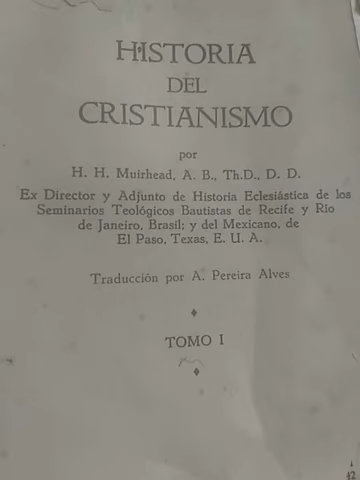 HISTORIA
DEL
CRISTIANISMO
por
H. H. Muirhead, A. B., Th.D., D. D.
Ex Director y Adjunto de Historia Eclesiástica de los
Seminarios Teológicos Bautistas de Recife y Río
de Janeiro, Brasil; y del Mexicano, de
El Paso, Texas, E. U. A.
Traducción por A. Pereira Alves
TOMO I